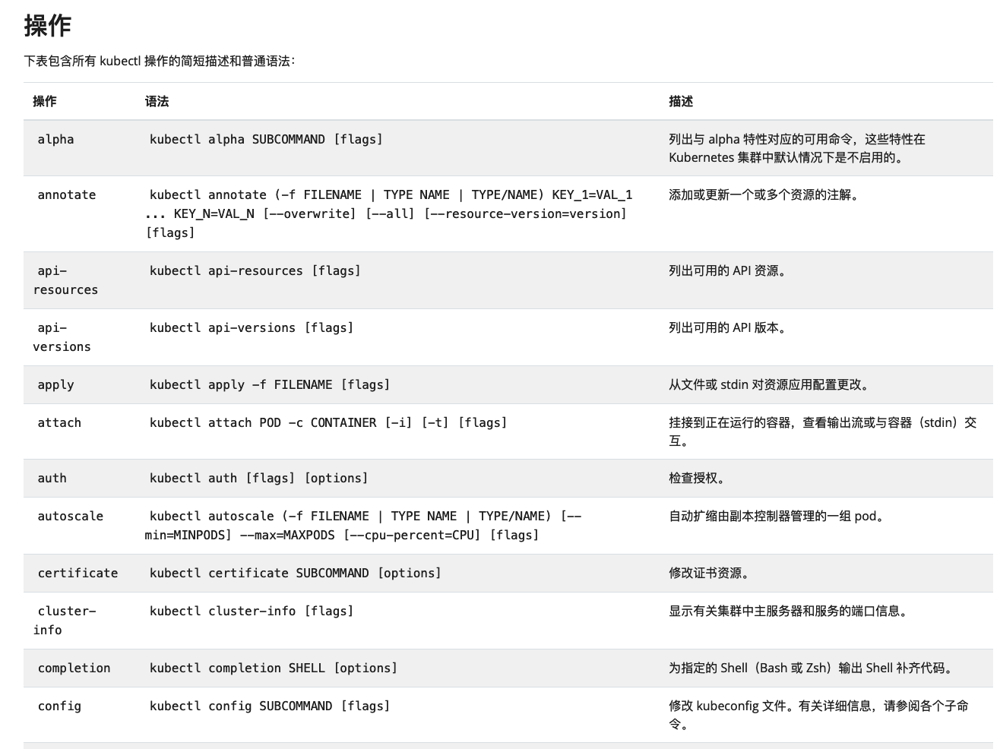 操作
下表包含所有 kubectl 操作的简短描述和普通语法：
操作 语法 描述
alpha kubectl alpha SUBCOMMAND [flags] 列出与 alpha 特性对应的可用命令，这些特性在
Kubernetes 集群中默认情况下是不启用的。
annotate kubectl annotate (-f FILENAME | TYPE NAME | TYPE/NAME) KEY_1=VAL_1 添加或更新一个或多个资源的注解。
... KEY_N=VAL_N [--overwrite] [--all] [--resource-version=version]
[flags]
api- kubectl api-resources [flags] 列出可用的 API 资源。
resources
api- kubectl api-versions [flags] 列出可用的 API 版本。
versions
apply kubectl apply -f FILENAME [flags] 从文件或 stdin 对资源应用配置更改。
attach kubectl attach POD -c CONTAINER [-i] [-t] [flags] 挂接到正在运行的容器，查看输出流或与容器（stdin）交
互。
auth kubectl auth [flags] [options] 检查授权。
autoscale kubectl autoscale (-f FILENAME | TYPE NAME | TYPE/NAME) [-- 自动扩缩由副本控制器管理的一组 pod。
min=MINPODS] --max=MAXPODS [--cpu-percent=CPU] [flags]
certificate kubectl certificate SUBCOMMAND [options] 修改证书资源。
cluster- kubectl cluster-info [flags] 显示有关集群中主服务器和服务的端口信息。
info
completion kubectl completion SHELL [options] 为指定的 Shell（Bash 或 Zsh）输出 Shell 补齐代码。
config kubectl config SUBCOMMAND [flags] 修改 kubeconfig 文件。有关详细信息，请参阅各个子命
令。